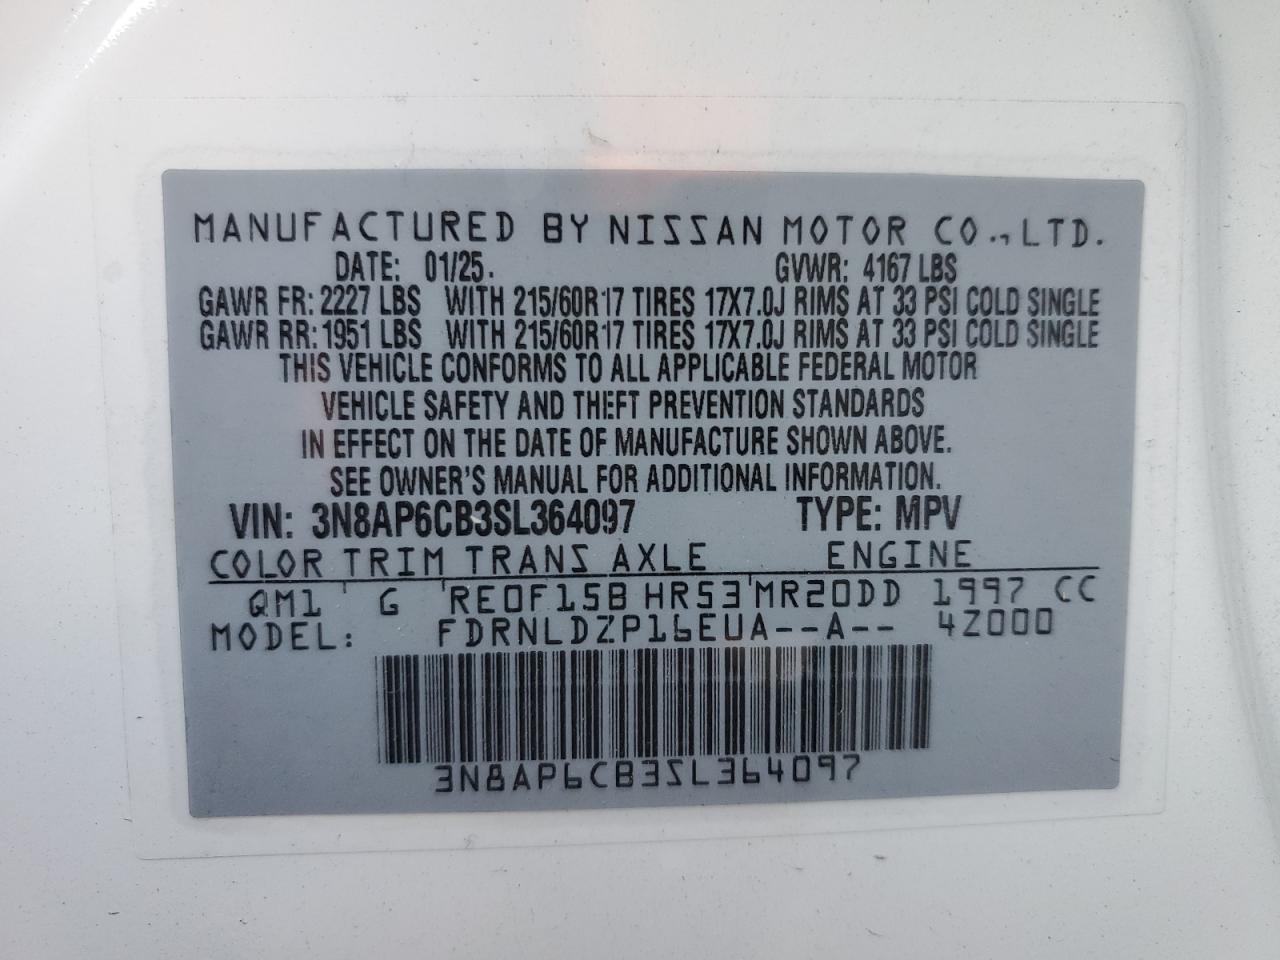 MANUFACTURED BY NISSAN MOTOR CO., LTD.
DATE: 01/25. GVWR: 4167 LBS
GAWR FR: 2227 LBS WITH 215/60R17 TIRES 17X7.0J RIMS AT 33 PSI COLD SINGLE
GAWR RR: 1951 LBS WITH 215/60R17 TIRES 17X7.0J RIMS AT 33 PSI COLD SINGLE
THIS VEHICLE CONFORMS TO ALL APPLICABLE FEDERAL MOTOR
VEHICLE SAFETY AND THEFT PREVENTION STANDARDS
IN EFFECT ON THE DATE OF MANUFACTURE SHOWN ABOVE.
SEE OWNER'S MANUAL FOR ADDITIONAL INFORMATION.
VIN: 3N8AP6CB3SL364097 TYPE: MPV
COLOR TRIM TRANS AXLE ENGINE
QM1 G RE0F15B HR53 MR20DD 1997 CC
MODEL: FDRNLDZP16EUA--A-- 4Z000
3N8AP6CB3SL364097